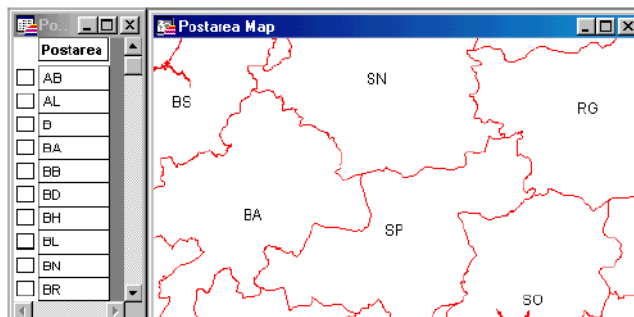 Po...
Postarea
AB
AL
B
BA
BB
BD
BH
BL
BN
BR
Postarea Map
BS
SN
RG
BA
SP
SO